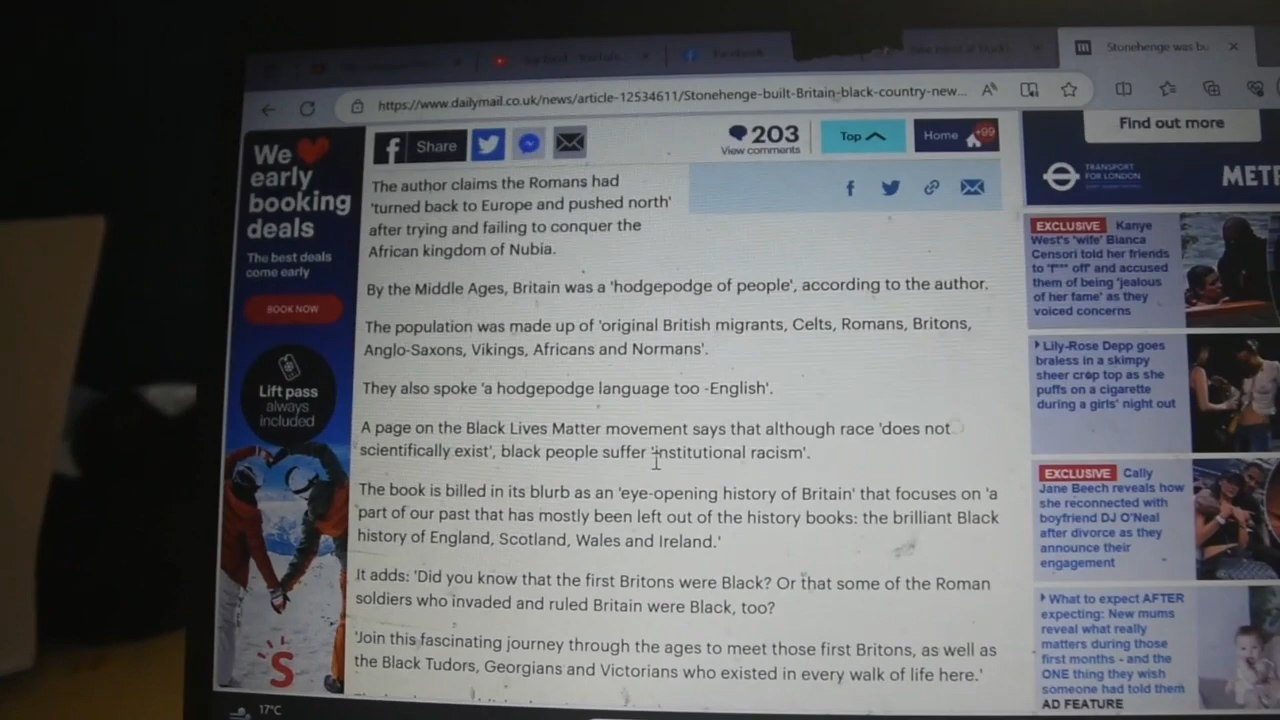 Stonehenge was bu
https://www.dailymail.co.uk/news/article-12534611/Stonehenge-built-Britain-black-country-new...
We
early
booking
deals
The best deals
come early
BOOK NOW
Lift pass
always
included
Share
203
View comments
Top
Home
+99
The author claims the Romans had
'turned back to Europe and pushed north'
after trying and failing to conquer the
African kingdom of Nubia.
By the Middle Ages, Britain was a 'hodgepodge of people', according to the author.
The population was made up of 'original British migrants, Celts, Romans, Britons,
Anglo-Saxons, Vikings, Africans and Normans'.
They also spoke 'a hodgepodge language too -English'.
A page on the Black Lives Matter movement says that although race 'does not
scientifically exist', black people suffer 'institutional racism'.
The book is billed in its blurb as an 'eye-opening history of Britain' that focuses on 'a
part of our past that has mostly been left out of the history books: the brilliant Black
history of England, Scotland, Wales and Ireland.'
It adds: 'Did you know that the first Britons were Black? Or that some of the Roman
soldiers who invaded and ruled Britain were Black, too?
'Join this fascinating journey through the ages to meet those first Britons, as well as
the Black Tudors, Georgians and Victorians who existed in every walk of life here.'
Find out more
TRANSPORT
FOR LONDON
EXCLUSIVE Kanye
West's 'wife' Bianca
Censori told her friends
to 'f*** off' and accused
them of being 'jealous
of her fame' as they
voiced concerns
Lily-Rose Depp goes
braless in a skimpy
sheer crop top as she
puffs on a cigarette
during a girls' night out
EXCLUSIVE Cally
Jane Beech reveals how
she reconnected with
boyfriend DJ O'Neal
after divorce as they
announce their
engagement
What to expect AFTER
expecting: New mums
reveal what really
matters during those
first months - and the
ONE thing they wish
someone had told them
AD FEATURE
17°C